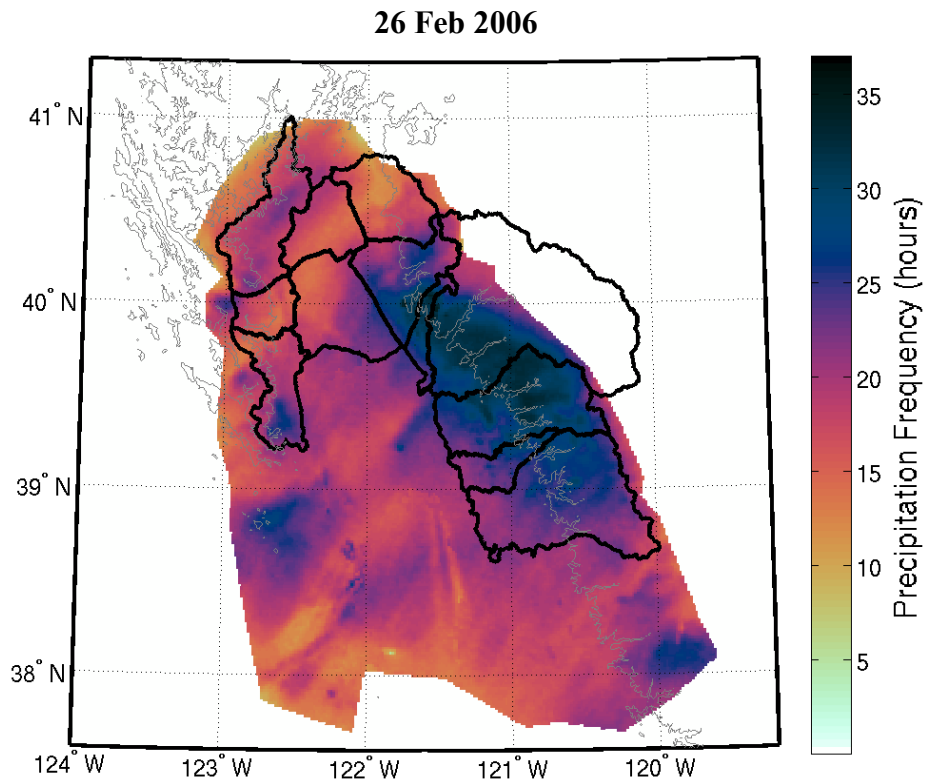 26 Feb 2006
41° N
40° N
39° N
38° N
124° W
123° W
122° W
121° W
120° W
35
30
25
20
15
10
5
Precipitation Frequency (hours)